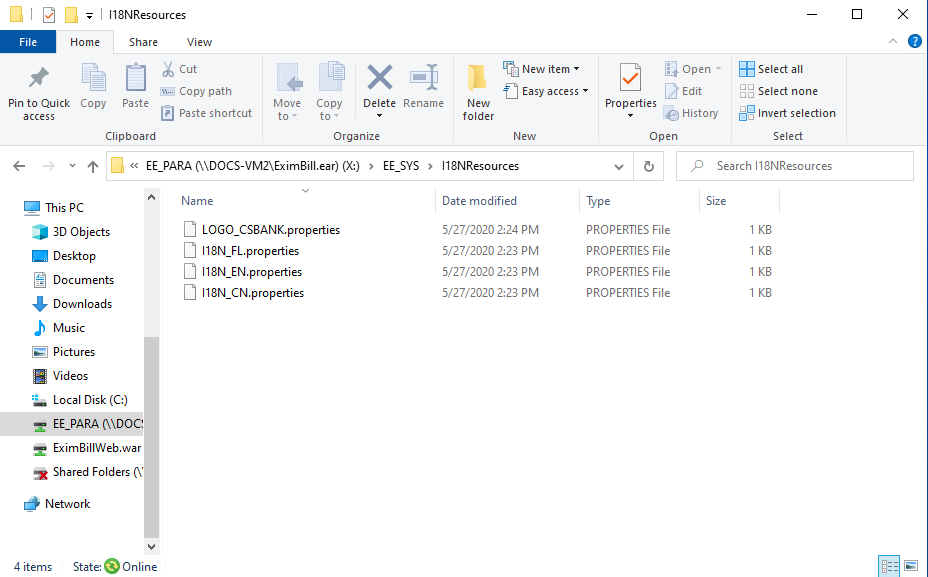 I18NResources
File Home Share View
Pin to Quick access
Copy
Paste
Cut
Copy path
Paste shortcut
Clipboard
Move to
Copy to
Delete
Rename
Organize
New folder
New item
Easy access
New
Properties
Open
Edit
History
Open
Select all
Select none
Invert selection
Select
« EE_PARA (\\DOCS-VM2\EximBill.ear) (X:) > EE_SYS > I18NResources
Search I18NResources
This PC
3D Objects
Desktop
Documents
Downloads
Music
Pictures
Videos
Local Disk (C:)
EE_PARA (\\DOCS
EximBillWeb.war
Shared Folders (\\
Network
Name Date modified Type Size
LOGO_CSBANK.properties 5/27/2020 2:24 PM PROPERTIES File 1 KB
I18N_FL.properties 5/27/2020 2:23 PM PROPERTIES File 1 KB
I18N_EN.properties 5/27/2020 2:23 PM PROPERTIES File 1 KB
I18N_CN.properties 5/27/2020 2:23 PM PROPERTIES File 1 KB
4 items State: Online